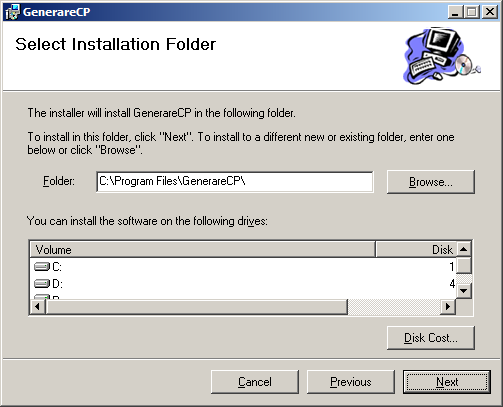 GenerareCP
Select Installation Folder
The installer will install GenerareCP in the following folder.
To install in this folder, click "Next". To install to a different new or existing folder, enter one
below or click "Browse".
Folder: C:\Program Files\GenerareCP\ Browse...
You can install the software on the following drives:
Volume Disk
C: 1
D: 4
Disk Cost...
Cancel Previous Next